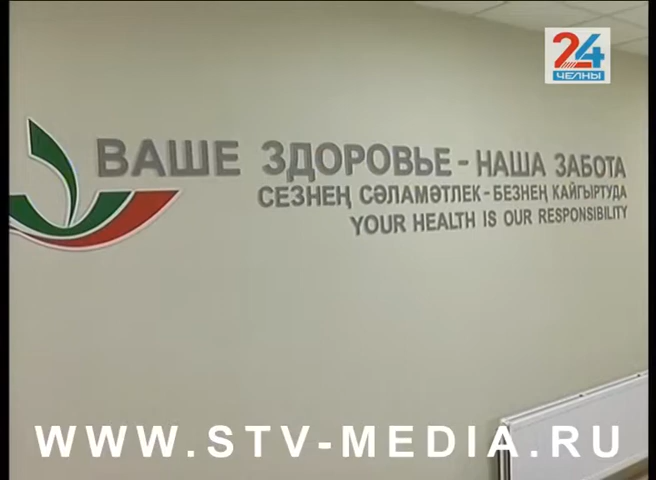 24
ЧЕЛНЫ
ВАШЕ ЗДОРОВЬЕ - НАША ЗАБОТА
СЕЗНЕҢ СӘЛАМӘТЛЕК - БЕЗНЕҢ КАЙГЫРТУДА
YOUR HEALTH IS OUR RESPONSIBILITY
WWW.STV-MEDIA.RU